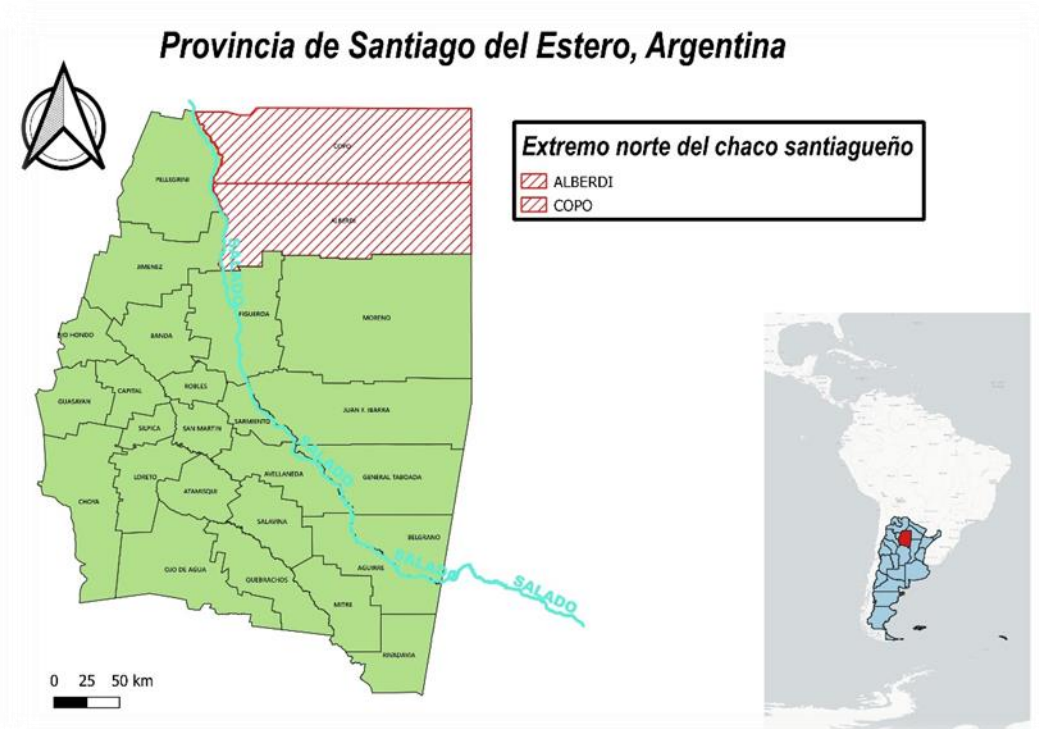 Provincia de Santiago del Estero, Argentina
Extremo norte del chaco santiagueño
ALBERDI
COPO
COPO
PELLEGRINI
ALBERDI
SALADO
JIMENEZ
FIGUEROA
MORENO
RIO HONDO
BANDA
ROBLES
CAPITAL
GUASAYAN
JUAN F. IBARRA
SILPICA
SAN MARTIN
SARMIENTO
SALADO
AVELLANEDA
GENERAL TABOADA
LORETO
ATAMISQUI
CHOYA
SALAVINA
BELGRANO
SALADO
AGUIRRE
OJO DE AGUA
QUEBRACHOS
SALADO
MITRE
RIVADAVIA
0 25 50 km